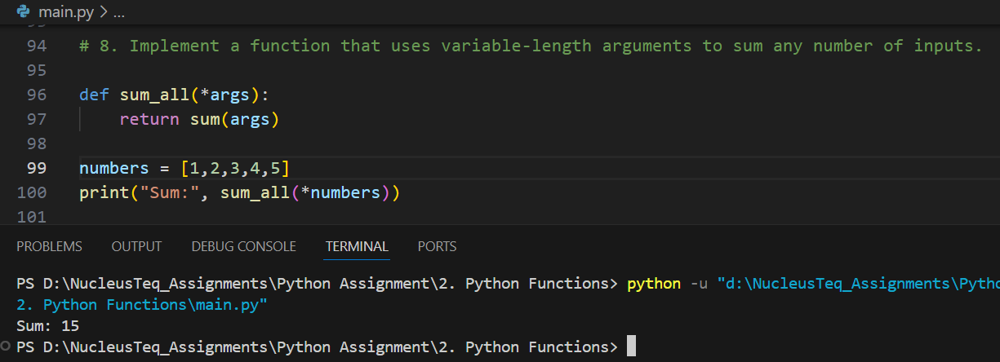 main.py > ...
94 # 8. Implement a function that uses variable-length arguments to sum any number of inputs.
95
96 def sum_all(*args):
97     return sum(args)
98
99 numbers = [1,2,3,4,5]
100 print("Sum:", sum_all(*numbers))
101
PROBLEMS OUTPUT DEBUG CONSOLE TERMINAL PORTS
PS D:\NucleusTeq_Assignments\Python Assignment\2. Python Functions> python -u "d:\NucleusTeq_Assignments\Pytho
2. Python Functions\main.py"
Sum: 15
PS D:\NucleusTeq_Assignments\Python Assignment\2. Python Functions>